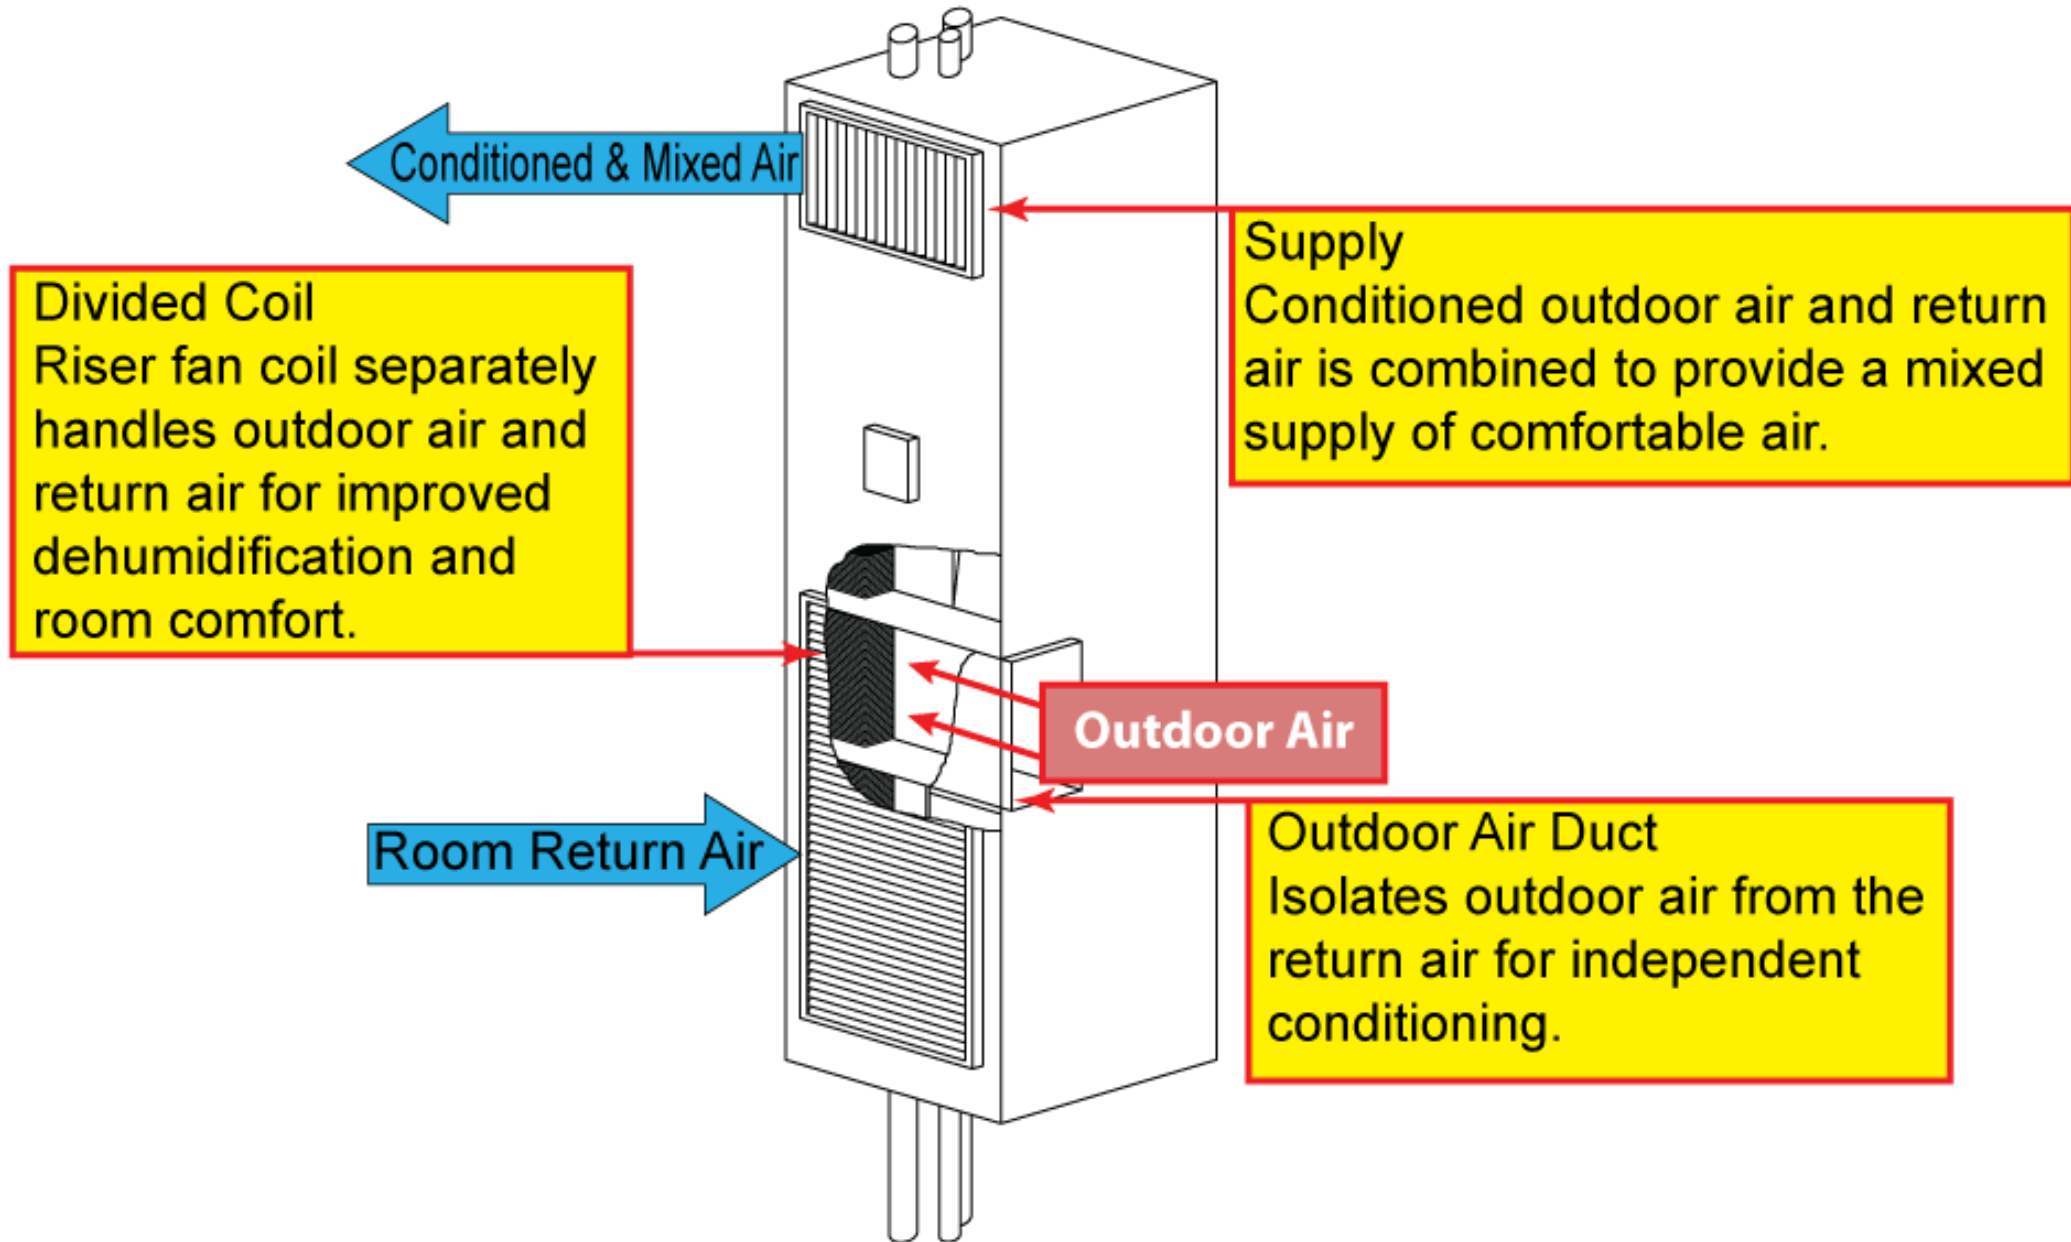 Conditioned & Mixed Air
Supply
Conditioned outdoor air and return
air is combined to provide a mixed
supply of comfortable air.
Divided Coil
Riser fan coil separately
handles outdoor air and
return air for improved
dehumidification and
room comfort.
Outdoor Air
Room Return Air
Outdoor Air Duct
Isolates outdoor air from the
return air for independent
conditioning.